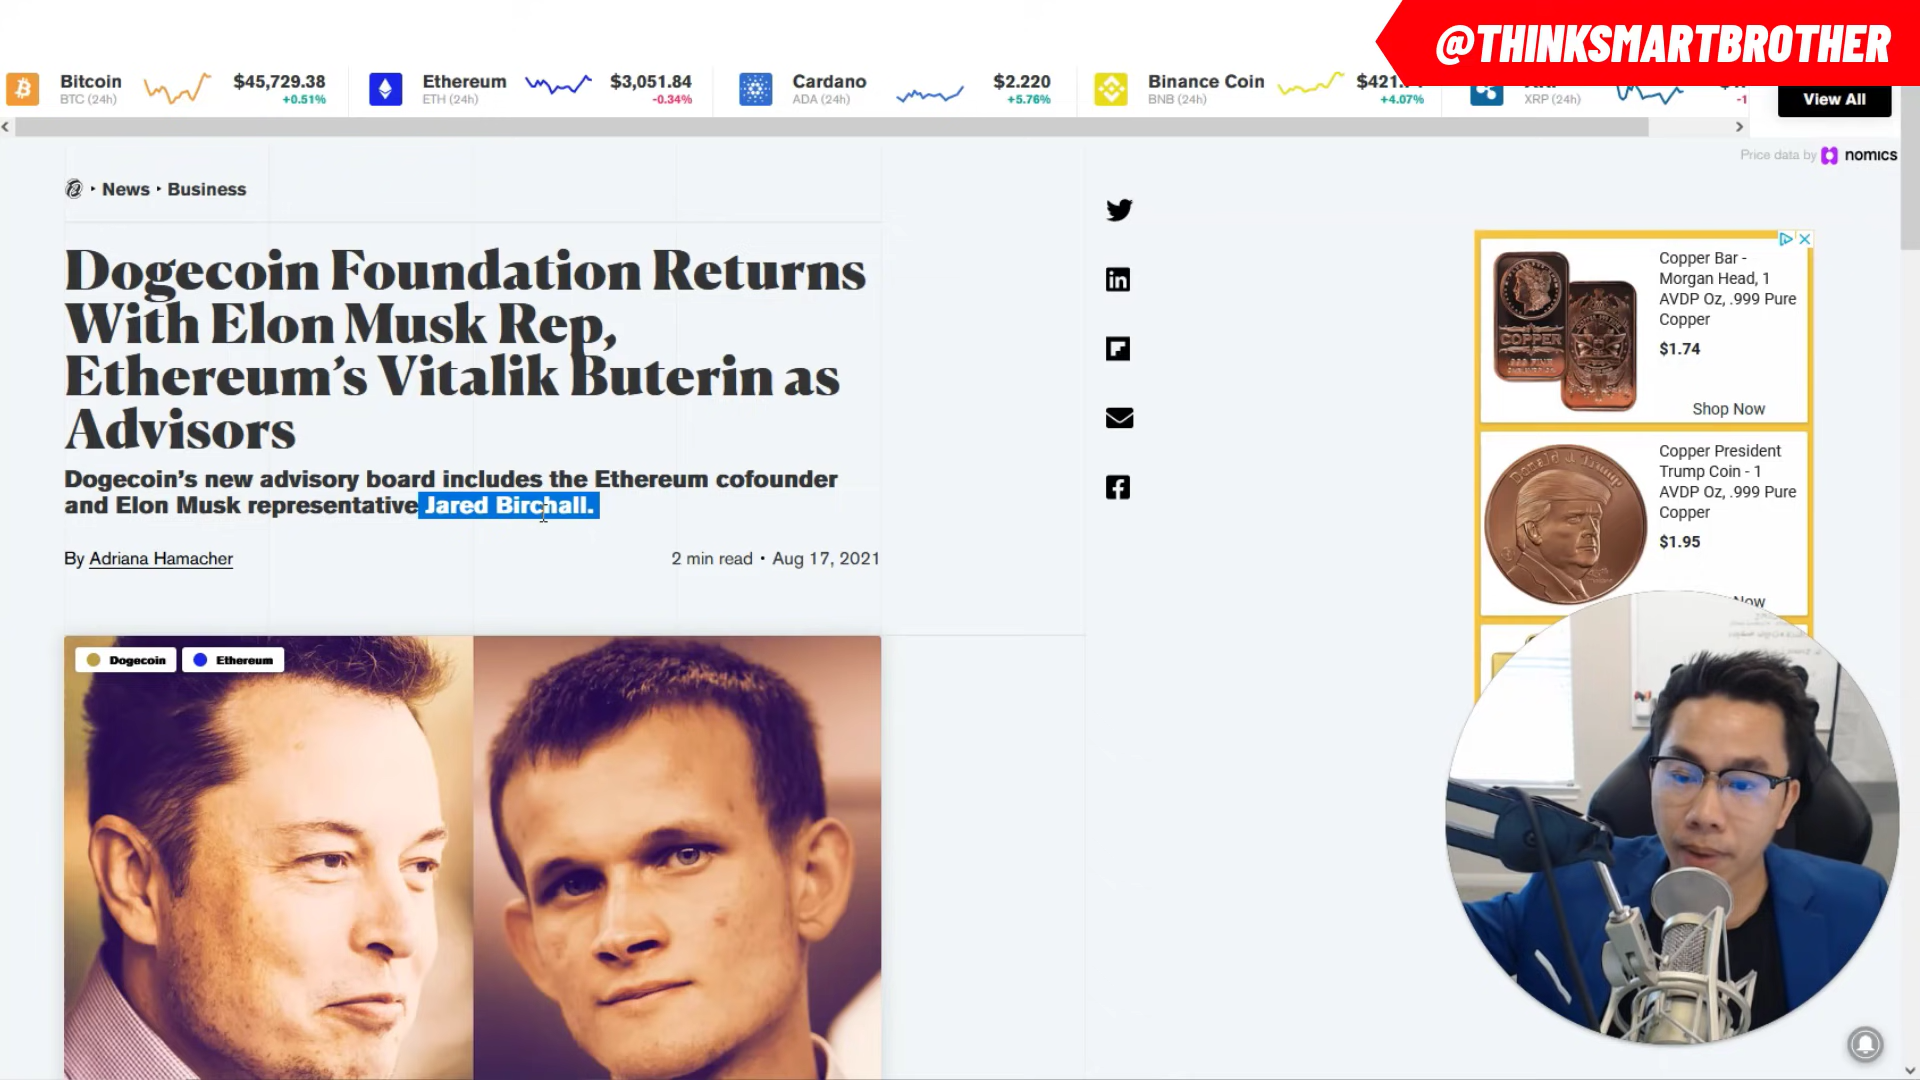 @THINKSMARTBROTHER
Bitcoin
BTC (24h)
$45,729.38
+0.51%
Ethereum
ETH (24h)
$3,051.84
-0.34%
Cardano
ADA (24h)
$2.220
+5.76%
Binance Coin
BNB (24h)
+4.07%
XRP (24h)
View All
Price data by nomics
News • Business
Dogecoin Foundation Returns
With Elon Musk Rep,
Ethereum’s Vitalik Buterin as
Advisors
Dogecoin’s new advisory board includes the Ethereum cofounder
and Elon Musk representative Jared Birchall.
By Adriana Hamacher
2 min read • Aug 17, 2021
Dogecoin
Ethereum
Copper Bar -
Morgan Head, 1
AVDP Oz, .999 Pure
Copper
$1.74
Shop Now
COPPER
Copper President
Trump Coin - 1
AVDP Oz, .999 Pure
Copper
$1.95
Now
Donald J. Trump